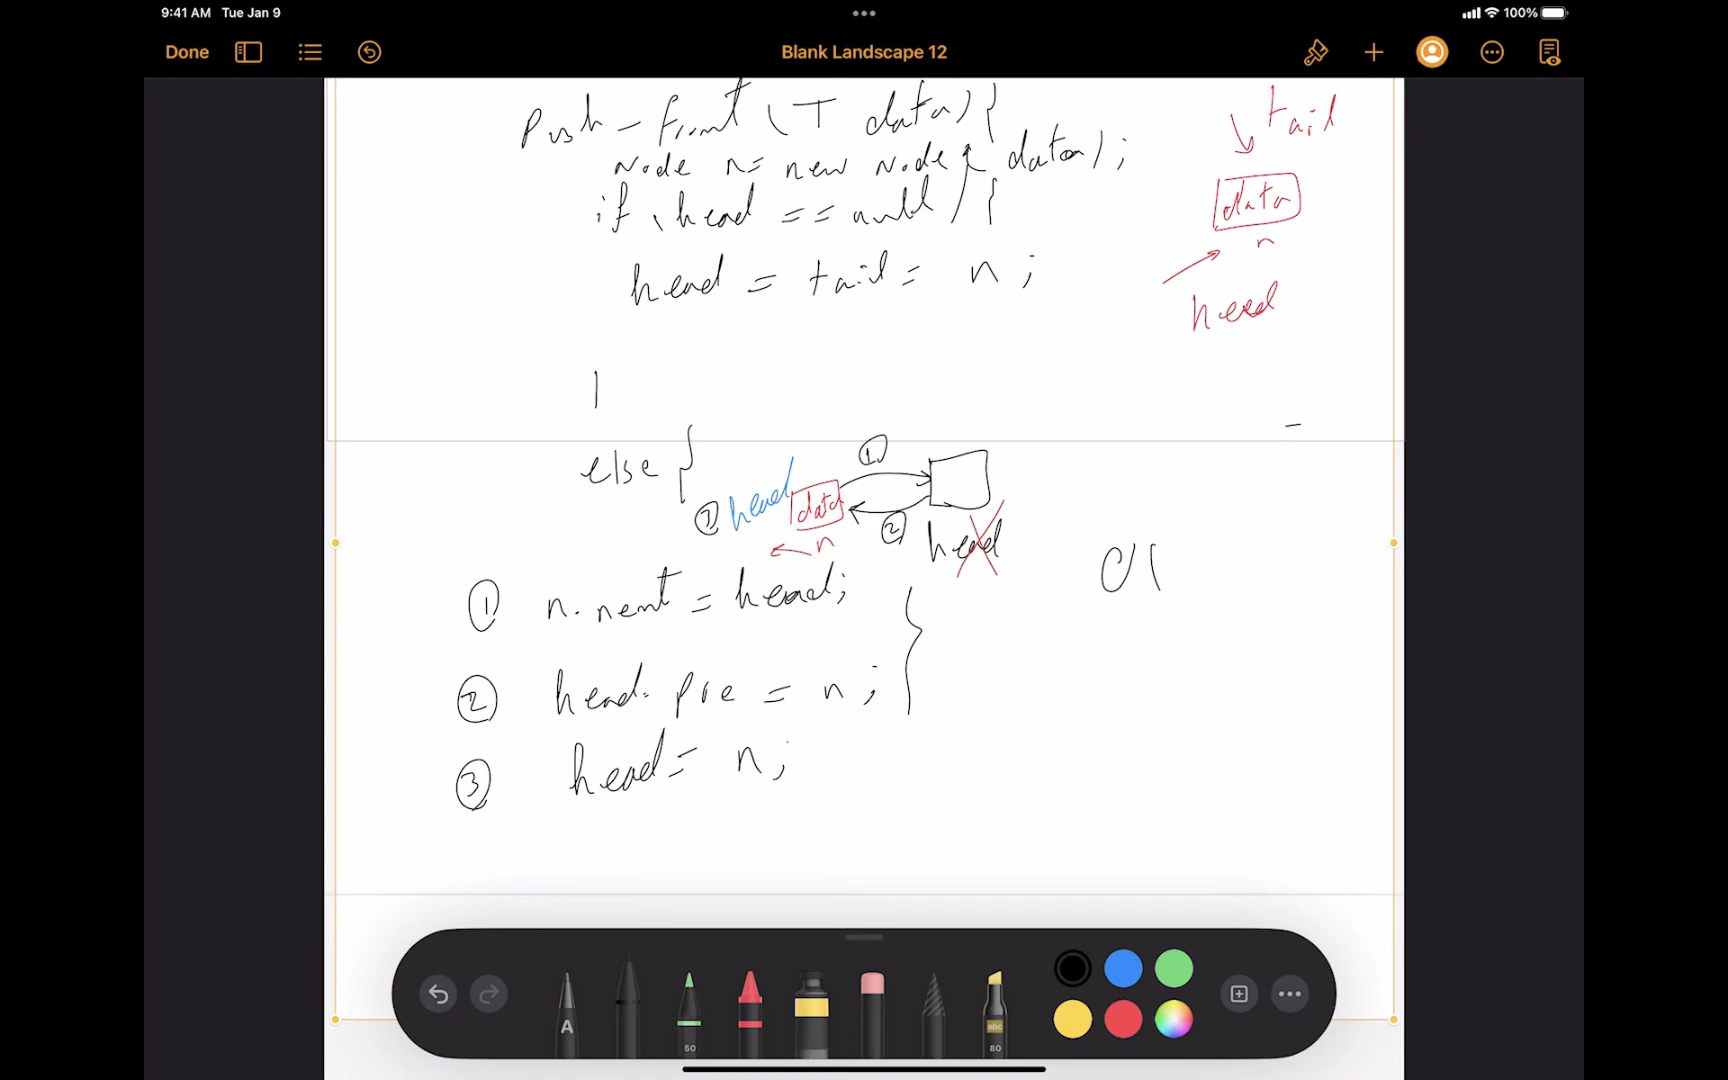 9:41 AM Tue Jan 9
100%
Done
Blank Landscape 12
Push-front (T data) {
Node n = new Node (data);
if (head == null) {
head = tail = n;
tail
data
n
head
else {
1
3 head data
2
n
head
1 n.next = head;
2 head.pre = n;
3 head = n;
A
50
abc
80